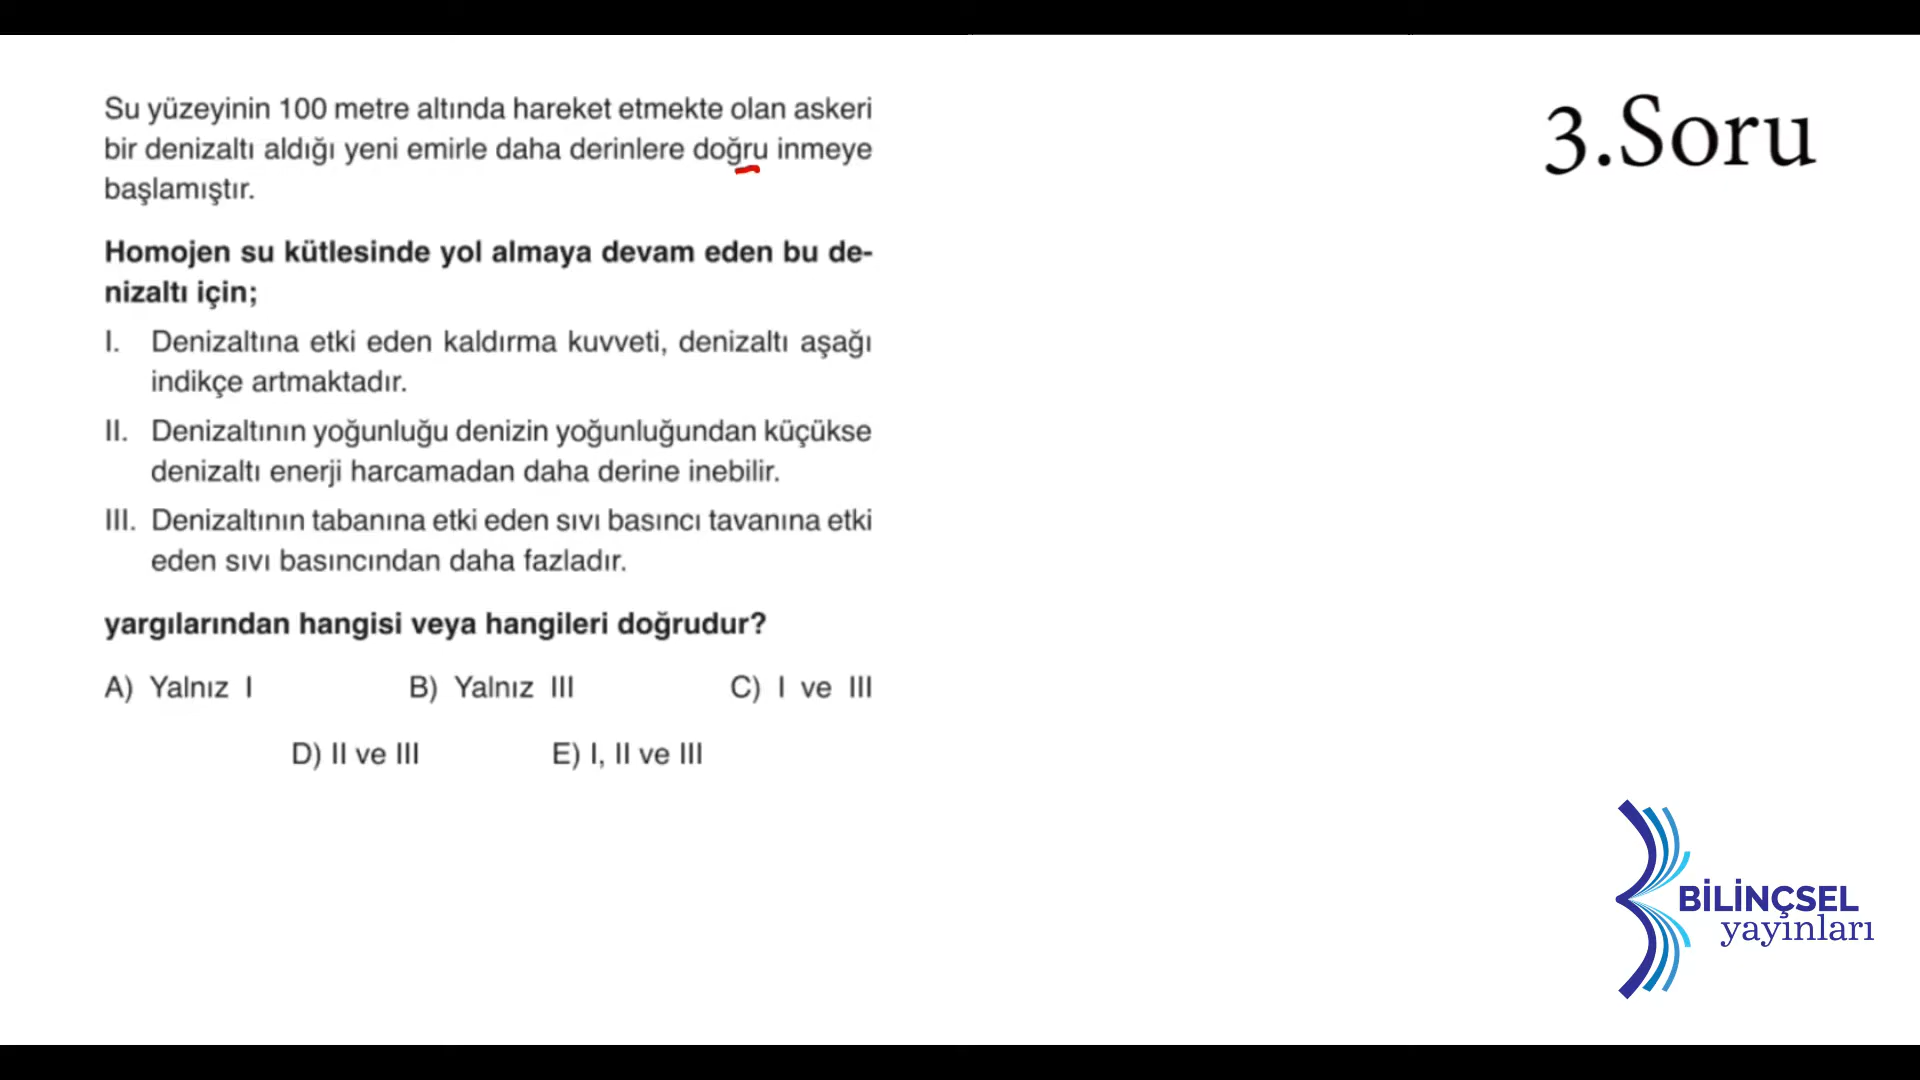 Su yüzeyinin 100 metre altında hareket etmekte olan askeri
bir denizaltı aldığı yeni emirle daha derinlere doğru inmeye
başlamıştır.
Homojen su kütlesinde yol almaya devam eden bu de-
nizaltı için;
I. Denizaltına etki eden kaldırma kuvveti, denizaltı aşağı
indikçe artmaktadır.
II. Denizaltının yoğunluğu denizin yoğunluğundan küçükse
denizaltı enerji harcamadan daha derine inebilir.
III. Denizaltının tabanına etki eden sıvı basıncı tavanına etki
eden sıvı basıncından daha fazladır.
yargılarından hangisi veya hangileri doğrudur?
A) Yalnız I B) Yalnız III C) I ve III
D) II ve III E) I, II ve III
3.Soru
BİLİNÇSEL
yayınları